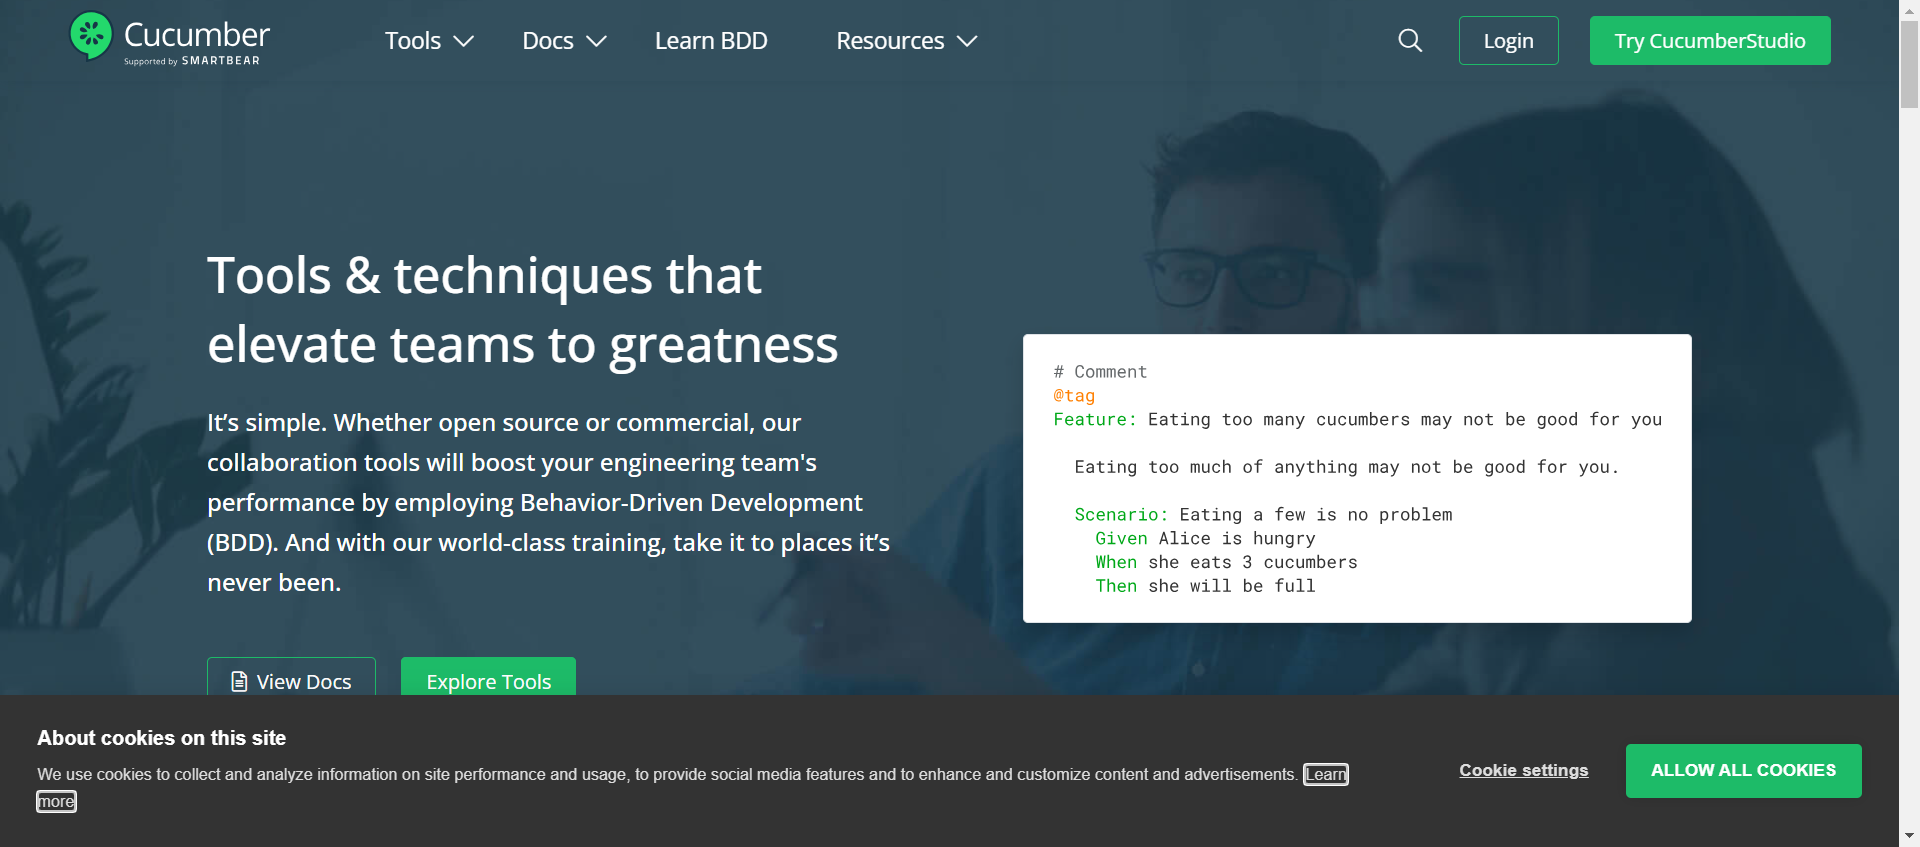 Cucumber
Supported by SMARTBEAR
Tools
Docs
Learn BDD
Resources
Login
Try CucumberStudio
Tools & techniques that
elevate teams to greatness
It’s simple. Whether open source or commercial, our
collaboration tools will boost your engineering team's
performance by employing Behavior-Driven Development
(BDD). And with our world-class training, take it to places it’s
never been.
View Docs
Explore Tools
# Comment
@tag
Feature: Eating too many cucumbers may not be good for you
Eating too much of anything may not be good for you.
Scenario: Eating a few is no problem
Given Alice is hungry
When she eats 3 cucumbers
Then she will be full
About cookies on this site
We use cookies to collect and analyze information on site performance and usage, to provide social media features and to enhance and customize content and advertisements. Learn
more
Cookie settings
ALLOW ALL COOKIES